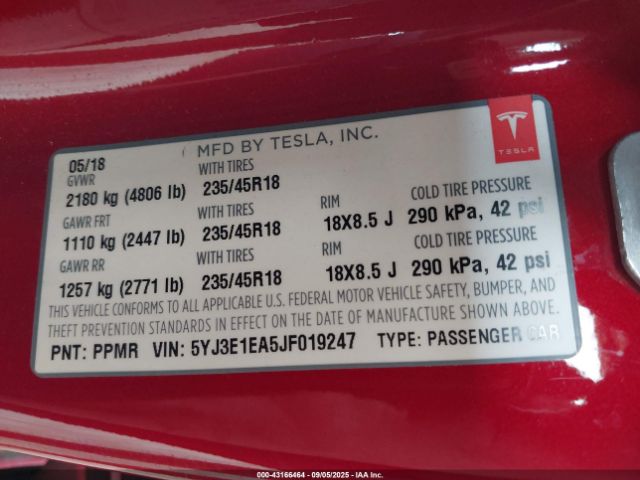 MFD BY TESLA, INC.
TESLA
05/18
GVWR WITH TIRES
2180 kg (4806 lb) 235/45R18
GAWR FRT WITH TIRES RIM COLD TIRE PRESSURE
1110 kg (2447 lb) 235/45R18 18X8.5 J 290 kPa, 42 psi
GAWR RR WITH TIRES RIM COLD TIRE PRESSURE
1257 kg (2771 lb) 235/45R18 18X8.5 J 290 kPa, 42 psi
THIS VEHICLE CONFORMS TO ALL APPLICABLE U.S. FEDERAL MOTOR VEHICLE SAFETY, BUMPER, AND
THEFT PREVENTION STANDARDS IN EFFECT ON THE DATE OF MANUFACTURE SHOWN ABOVE.
PNT: PPMR VIN: 5YJ3E1EA5JF019247 TYPE: PASSENGER CAR
000-43166464 - 09/05/2025 - IAA Inc.